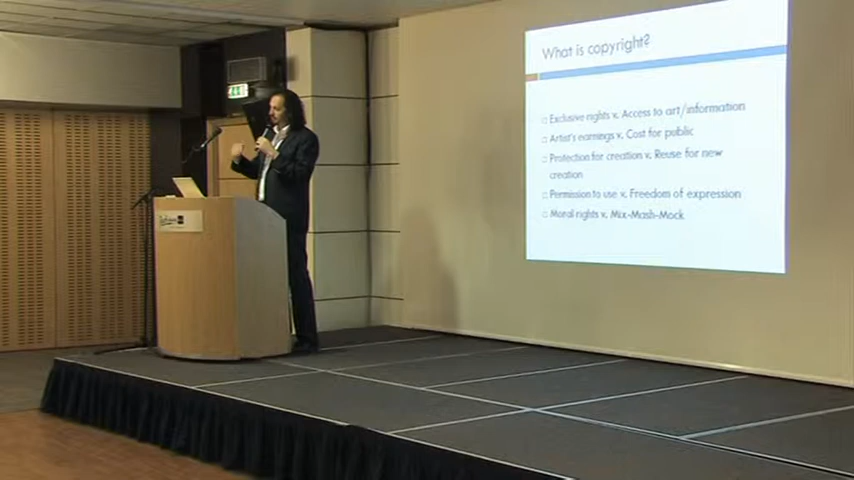 What is copyright?
□ Exclusive rights v. Access to art/information
□ Artist's earnings v. Cost for public
□ Protection for creation v. Reuse for new
creation
□ Permission to use v. Freedom of expression
□ Moral rights v. Mix-Mash-Mock